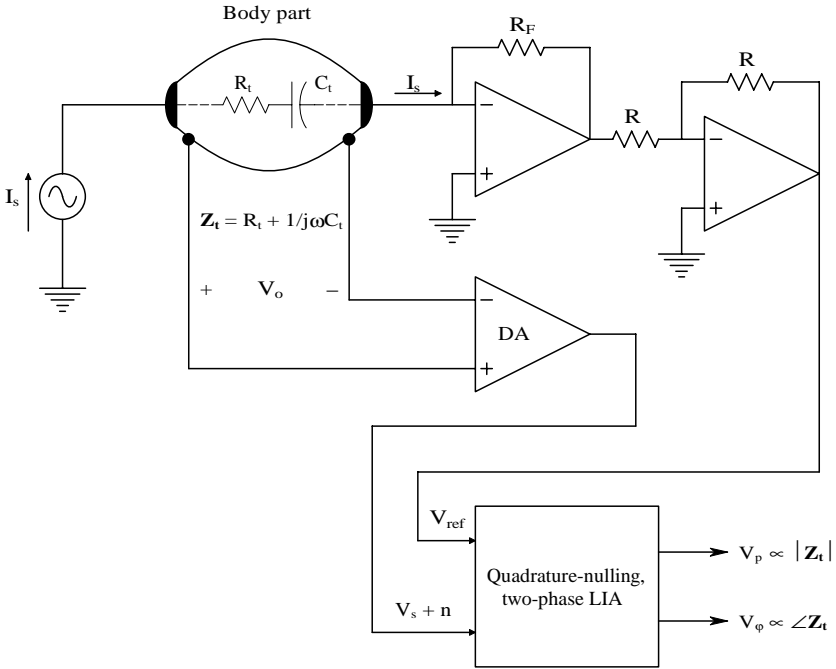 Body part
R_F
R
R_t
C_t
I_s
−
+
R
−
+
I_s
Z_t = R_t + 1/jωC_t
+ V_o −
−
DA
+
V_ref
Quadrature-nulling,
two-phase LIA
V_s + n
V_p ∝ |Z_t|
V_φ ∝ ∠Z_t